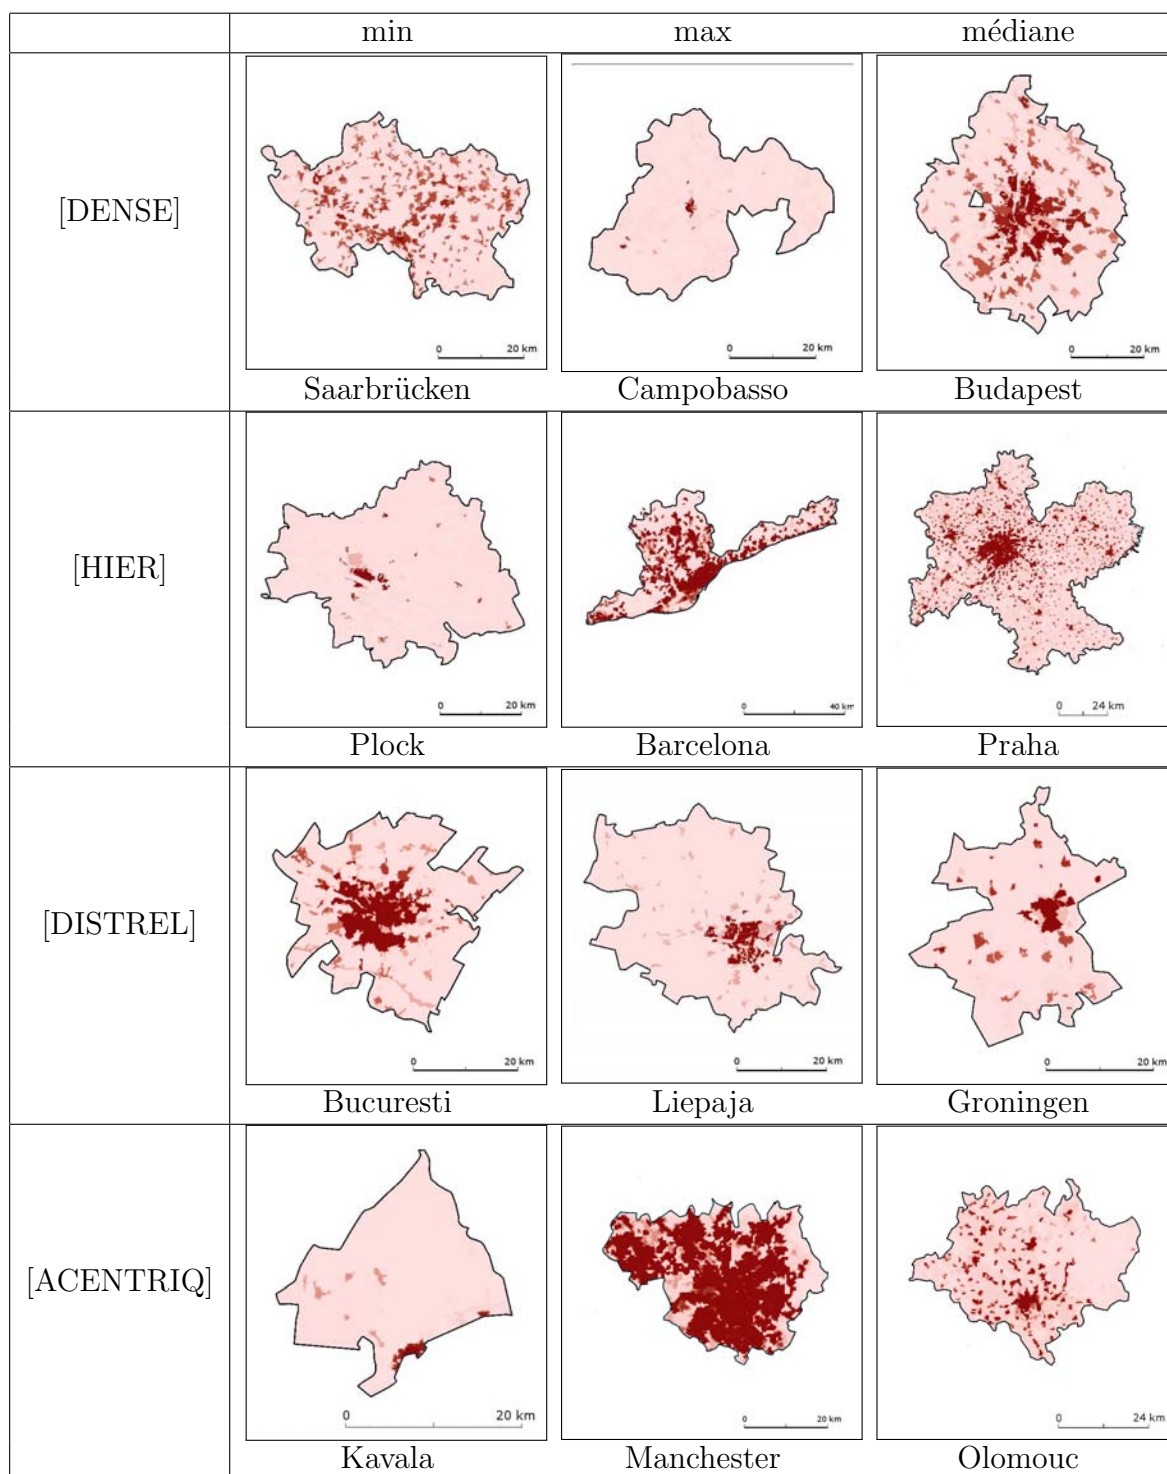 min max médiane
[DENSE]
0 20 km 0 20 km 0 20 km
Saarbrücken Campobasso Budapest
[HIER]
0 20 km 0 40 km 0 24 km
Plock Barcelona Praha
[DISTREL]
0 20 km 0 20 km 0 20 km
Bucuresti Liepaja Groningen
[ACENTRIQ]
0 20 km 0 20 km 0 24 km
Kavala Manchester Olomouc